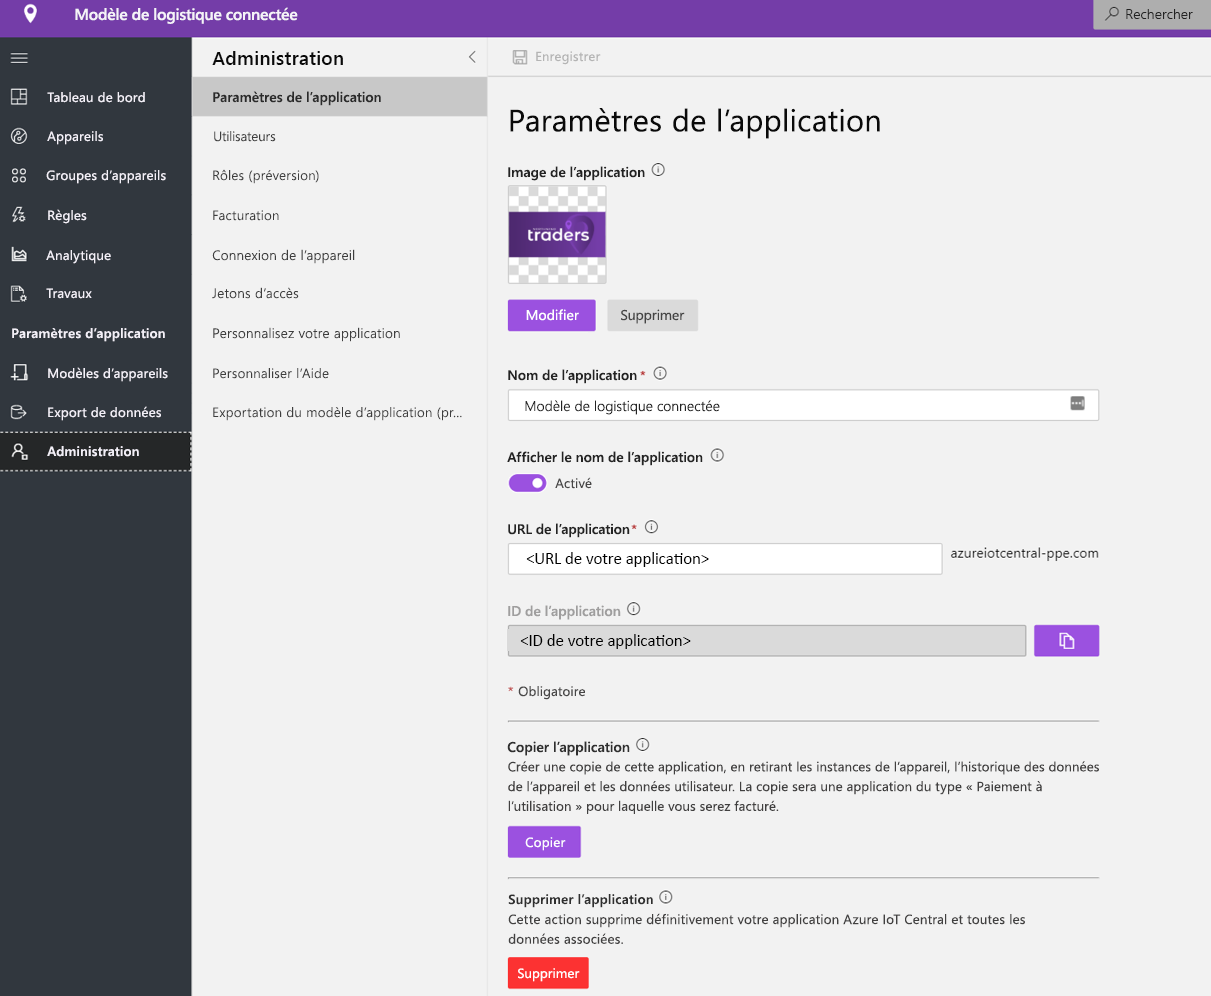 Modèle de logistique connectée
Rechercher
Tableau de bord
Appareils
Groupes d'appareils
Règles
Analytique
Travaux
Paramètres d'application
Modèles d'appareils
Export de données
Administration
Administration
Paramètres de l'application
Utilisateurs
Rôles (préversion)
Facturation
Connexion de l'appareil
Jetons d'accès
Personnalisez votre application
Personnaliser l'Aide
Exportation du modèle d'application (pr...
Enregistrer
Paramètres de l'application
Image de l'application
traders
Modifier
Supprimer
Nom de l'application *
Modèle de logistique connectée
Afficher le nom de l'application
Activé
URL de l'application*
<URL de votre application>
azureiotcentral-ppe.com
ID de l'application
<ID de votre application>
* Obligatoire
Copier l'application
Créer une copie de cette application, en retirant les instances de l'appareil, l'historique des données
de l'appareil et les données utilisateur. La copie sera une application du type « Paiement à
l'utilisation » pour laquelle vous serez facturé.
Copier
Supprimer l'application
Cette action supprime définitivement votre application Azure IoT Central et toutes les
données associées.
Supprimer